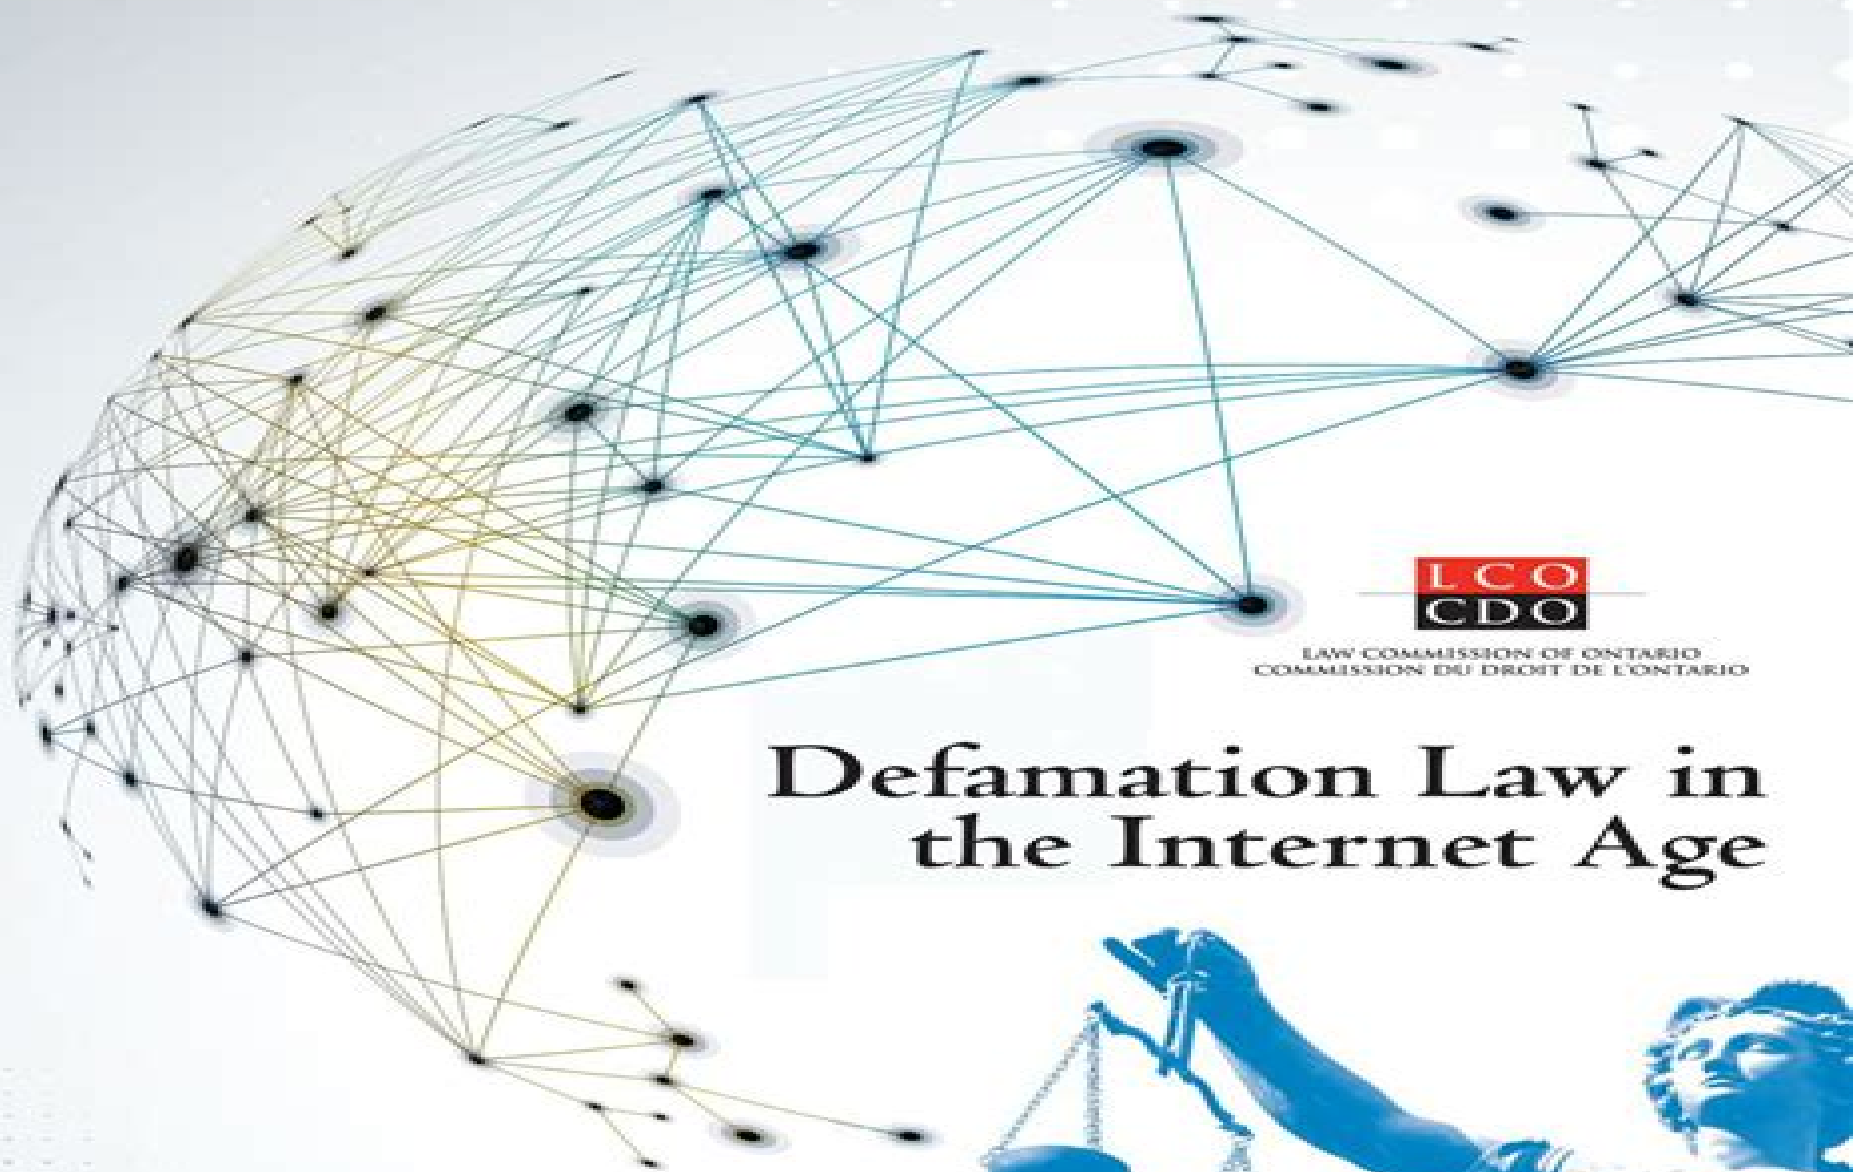 LCO
CDO
LAW COMMISSION OF ONTARIO
COMMISSION DU DROIT DE L'ONTARIO
Defamation Law in
the Internet Age